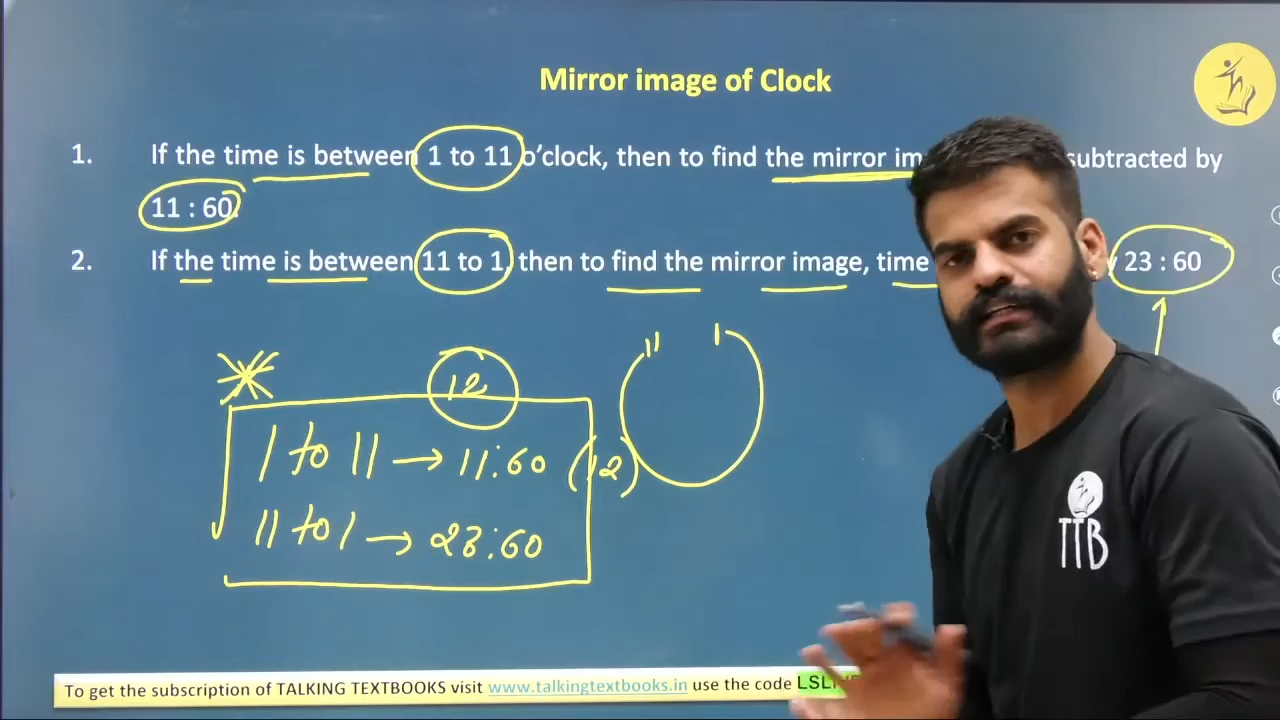 Mirror image of Clock
1. If the time is between 1 to 11 o’clock, then to find the mirror im subtracted by
11 : 60.
2. If the time is between 11 to 1, then to find the mirror image, time 23 : 60
11 1
12
1 to 11 → 11:60 (12)
11 to 1 → 23:60
TTB
To get the subscription of TALKING TEXTBOOKS visit www.talkingtextbooks.in use the code LSLI